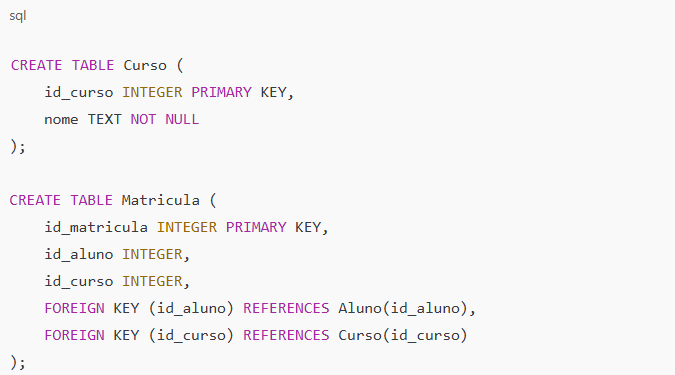 sql
CREATE TABLE Curso (
    id_curso INTEGER PRIMARY KEY,
    nome TEXT NOT NULL
);
CREATE TABLE Matricula (
    id_matricula INTEGER PRIMARY KEY,
    id_aluno INTEGER,
    id_curso INTEGER,
    FOREIGN KEY (id_aluno) REFERENCES Aluno(id_aluno),
    FOREIGN KEY (id_curso) REFERENCES Curso(id_curso)
);